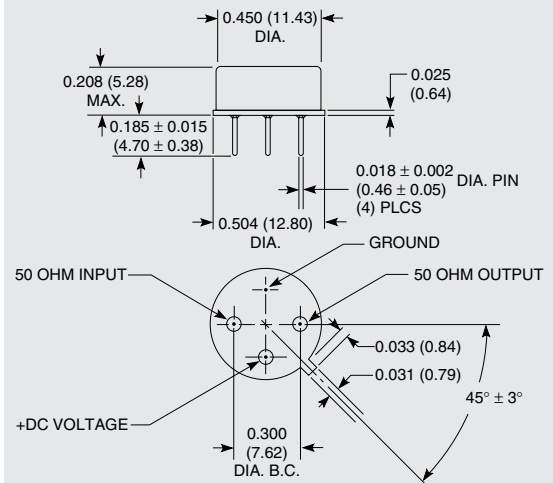 0.450 (11.43)
DIA.
0.208 (5.28)
MAX.
0.025
(0.64)
0.185 ± 0.015
(4.70 ± 0.38)
0.018 ± 0.002
(0.46 ± 0.05)
(4) PLCS
DIA. PIN
0.504 (12.80)
DIA.
GROUND
50 OHM INPUT
50 OHM OUTPUT
0.033 (0.84)
0.031 (0.79)
45° ± 3°
+DC VOLTAGE
0.300
(7.62)
DIA. B.C.